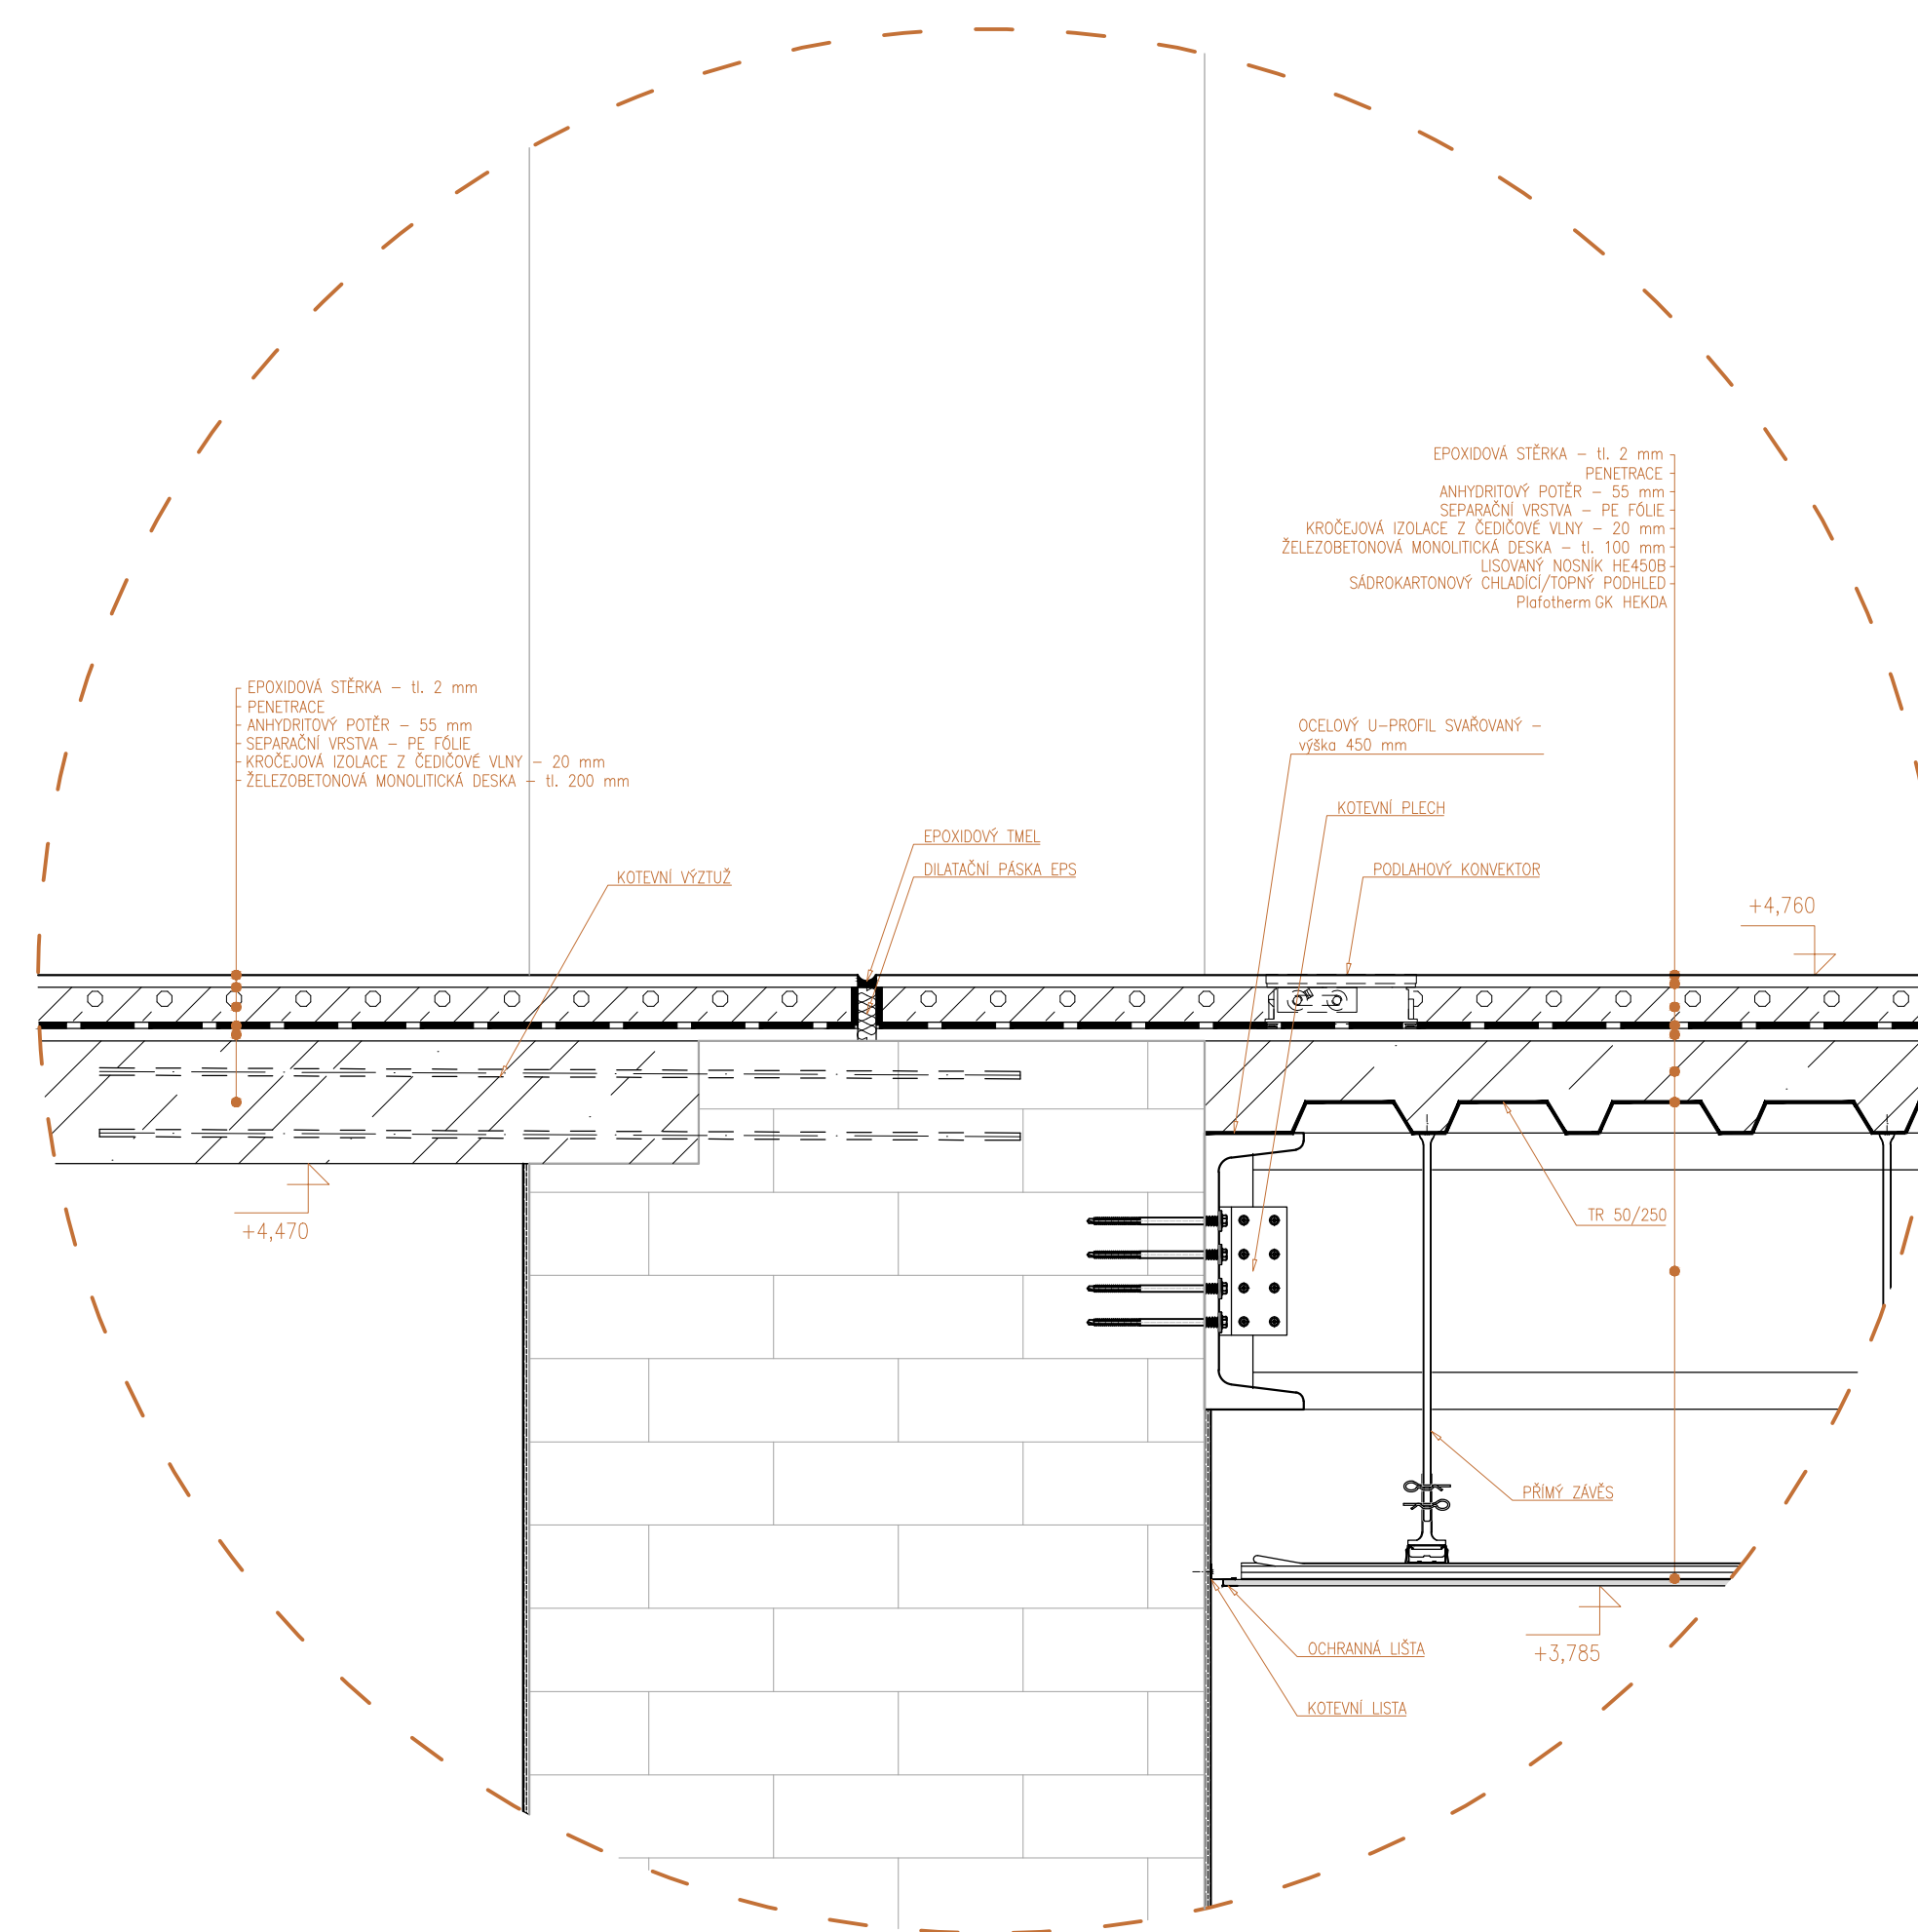 EPOXIDOVÁ STĚRKA – tl. 2 mm
PENETRACE
ANHYDRITOVÝ POTĚR – 55 mm
SEPARAČNÍ VRSTVA – PE FÓLIE
KROČEJOVÁ IZOLACE Z ČEDIČOVÉ VLNY – 20 mm
ŽELEZOBETONOVÁ MONOLITICKÁ DESKA – tl. 100 mm
LISOVANÝ NOSNÍK HE450B
SÁDROKARTONOVÝ CHLADÍCÍ/TOPNÝ PODHLED
Plafotherm GK HEKDA
EPOXIDOVÁ STĚRKA – tl. 2 mm
PENETRACE
ANHYDRITOVÝ POTĚR – 55 mm
SEPARAČNÍ VRSTVA – PE FÓLIE
KROČEJOVÁ IZOLACE Z ČEDIČOVÉ VLNY – 20 mm
ŽELEZOBETONOVÁ MONOLITICKÁ DESKA – tl. 200 mm
OCELOVÝ U-PROFIL SVAŘOVANÝ –
výška 450 mm
KOTEVNÍ PLECH
EPOXIDOVÝ TMEL
DILATAČNÍ PÁSKA EPS
PODLAHOVÝ KONVEKTOR
KOTEVNÍ VÝZTUŽ
+4,760
+4,470
TR 50/250
PŘÍMÝ ZÁVĚS
OCHRANNÁ LIŠTA
+3,785
KOTEVNÍ LISTA